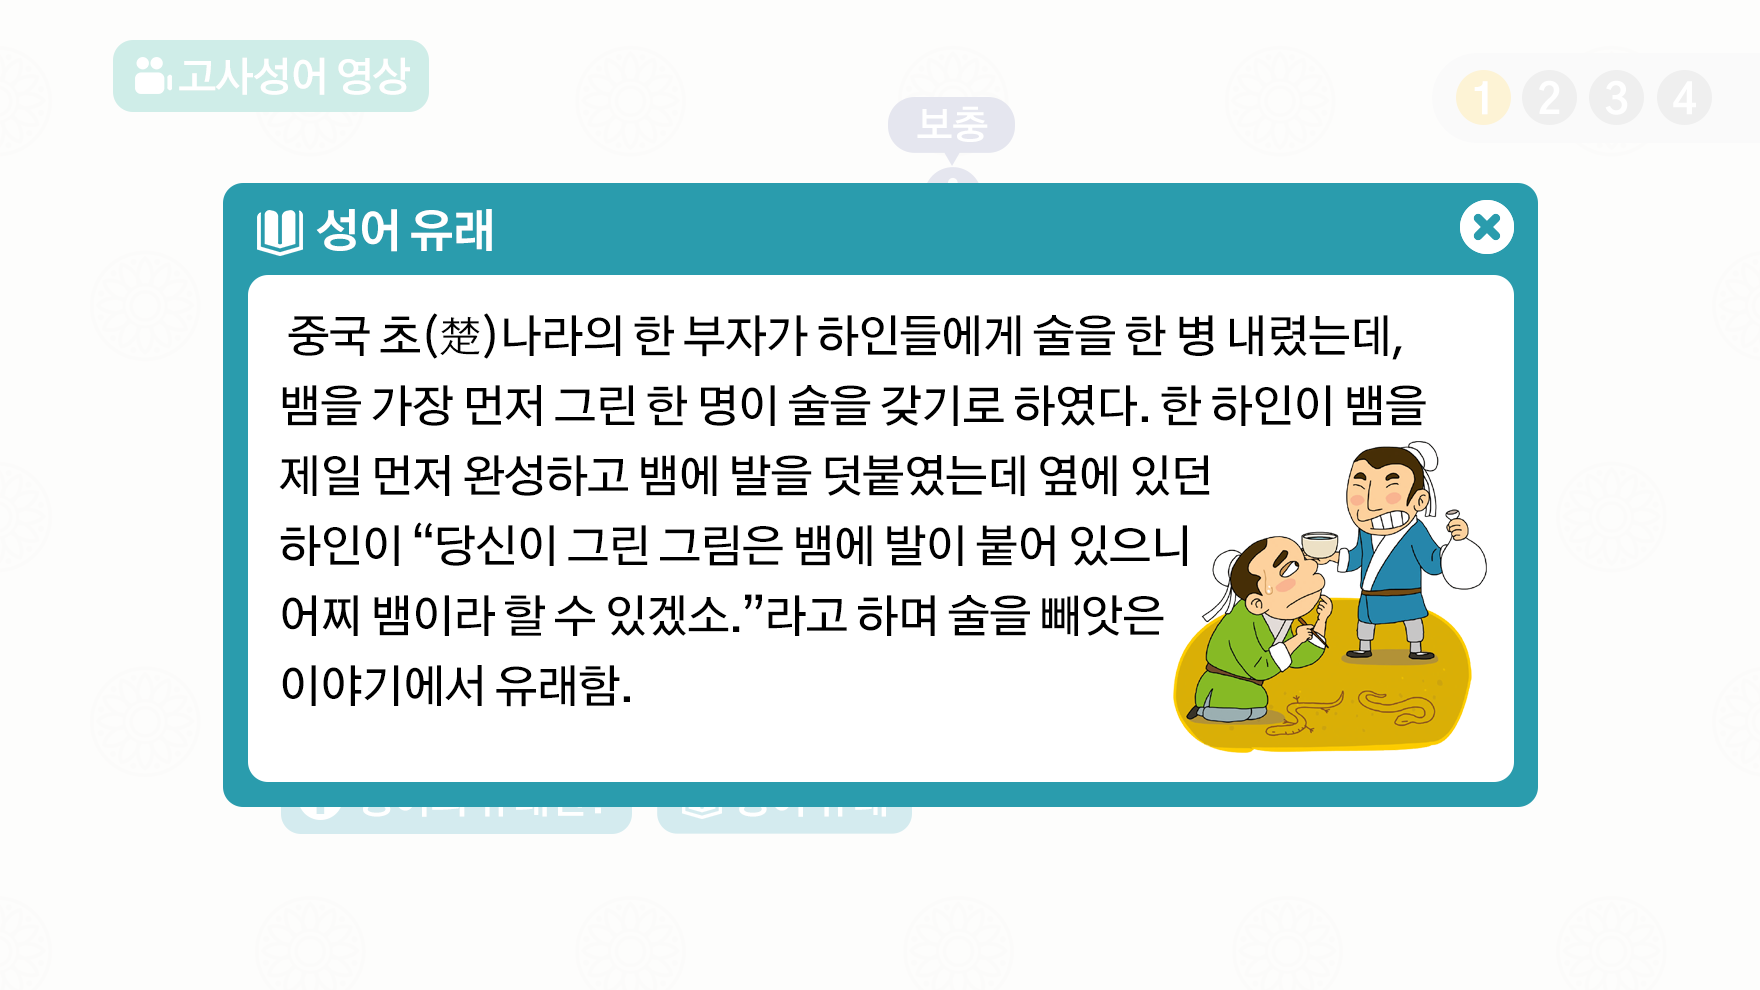 고사성어 영상
1 2 3 4
보충
성어 유래
중국 초(楚)나라의 한 부자가 하인들에게 술을 한 병 내렸는데,
뱀을 가장 먼저 그린 한 명이 술을 갖기로 하였다. 한 하인이 뱀을
제일 먼저 완성하고 뱀에 발을 덧붙였는데 옆에 있던
하인이 “당신이 그린 그림은 뱀에 발이 붙어 있으니
어찌 뱀이라 할 수 있겠소.”라고 하며 술을 빼앗은
이야기에서 유래함.
성어 유래